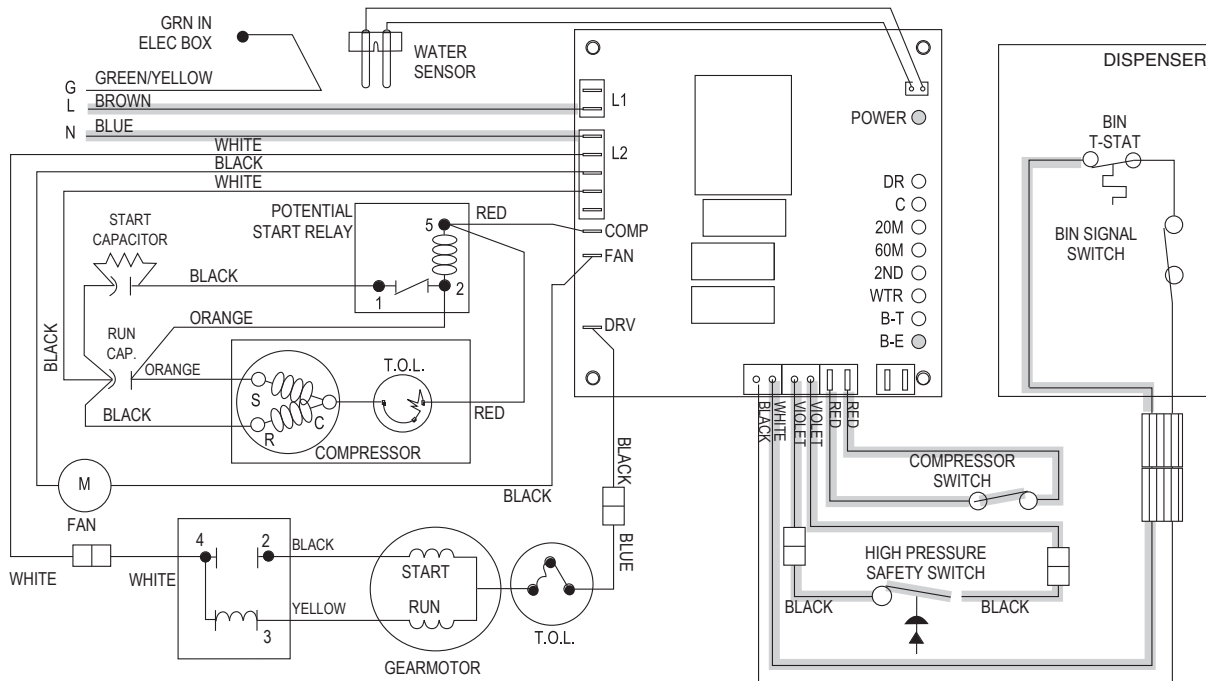 GRN IN
ELEC BOX
WATER
SENSOR
DISPENSER
G
GREEN/YELLOW
L
BROWN
L1
N
BLUE
POWER
WHITE
BLACK
WHITE
L2
BIN
T-STAT
DR
C
20M
60M
2ND
WTR
B-T
B-E
POTENTIAL
START RELAY
5
RED
COMP
FAN
BIN SIGNAL
SWITCH
START
CAPACITOR
BLACK
1
2
ORANGE
DRV
BLACK
RUN
CAP.
ORANGE
T.O.L.
S
C
R
RED
BLACK
COMPRESSOR
BLACK
WHITE
VIOLET
VIOLET
RED
RED
BLACK
M
FAN
BLACK
COMPRESSOR
SWITCH
4
2
BLACK
START
BLUE
HIGH PRESSURE
SAFETY SWITCH
WHITE
WHITE
YELLOW
RUN
3
T.O.L.
GEARMOTOR
BLACK
BLACK